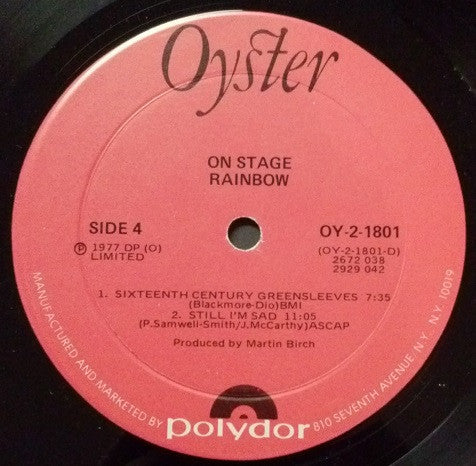 Oyster
ON STAGE
RAINBOW
SIDE 4
OY-2-1801
Ⓟ 1977 DP (O)
LIMITED
(OY-2-1801-D)
2672 038
2929 042
1. SIXTEENTH CENTURY GREENSLEEVES 7:35
(Blackmore-Dio)BMI
2. STILL I'M SAD 11:05
(P.Samwell-Smith/J.McCarthy)ASCAP
Produced by Martin Birch
MANUFACTURED AND MARKETED BY polydor 810 SEVENTH AVENUE, N.Y. N.Y. 10019